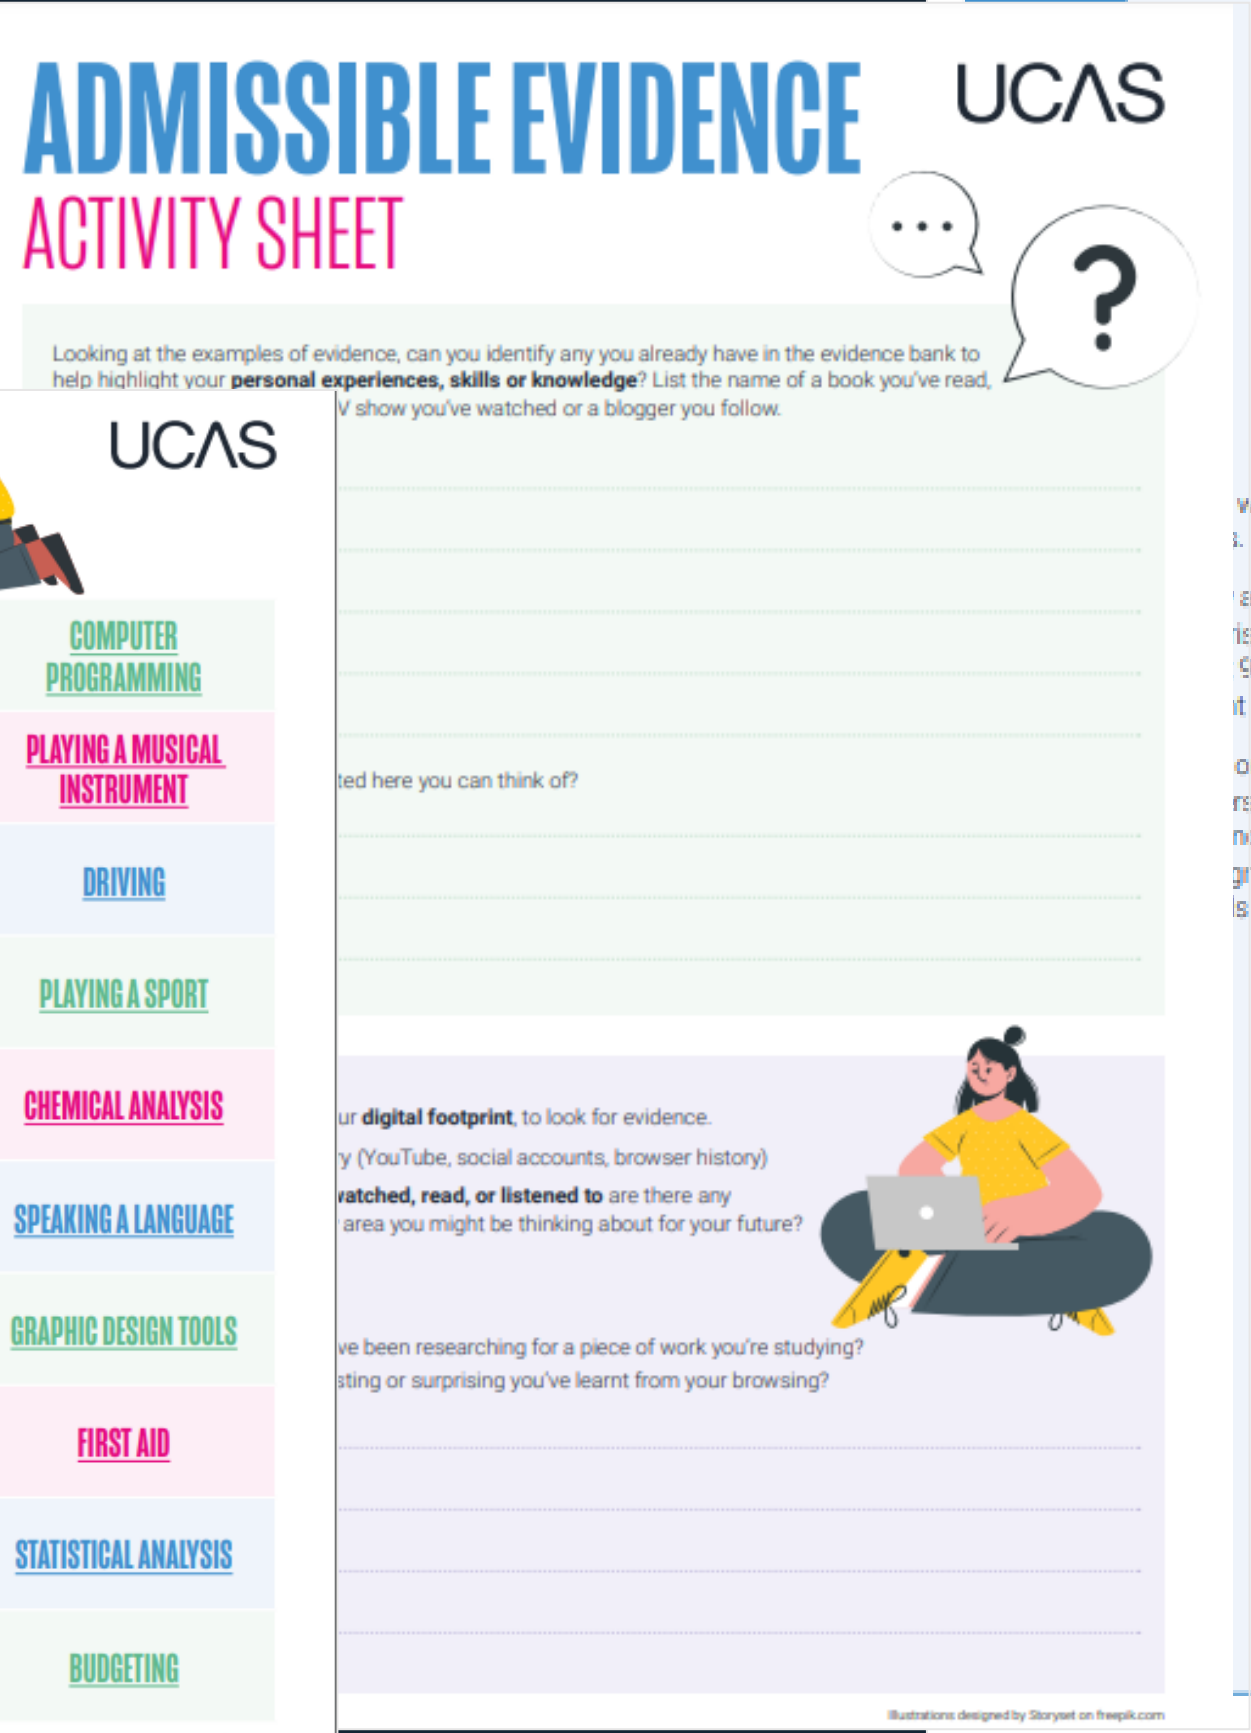 ADMISSIBLE EVIDENCE
UCAS
ACTIVITY SHEET
?
Looking at the examples of evidence, can you identify any you already have in the evidence bank to
help highlight your personal experiences, skills or knowledge? List the name of a book you've read,
V show you've watched or a blogger you follow.
ted here you can think of?
ur digital footprint, to look for evidence.
ry (YouTube, social accounts, browser history)
watched, read, or listened to are there any
area you might be thinking about for your future?
ve been researching for a piece of work you're studying?
sting or surprising you've learnt from your browsing?
Illustrations designed by Storyset on freepik.com
UCAS
COMPUTER
PROGRAMMING
PLAYING A MUSICAL
INSTRUMENT
DRIVING
PLAYING A SPORT
CHEMICAL ANALYSIS
SPEAKING A LANGUAGE
GRAPHIC DESIGN TOOLS
FIRST AID
STATISTICAL ANALYSIS
BUDGETING